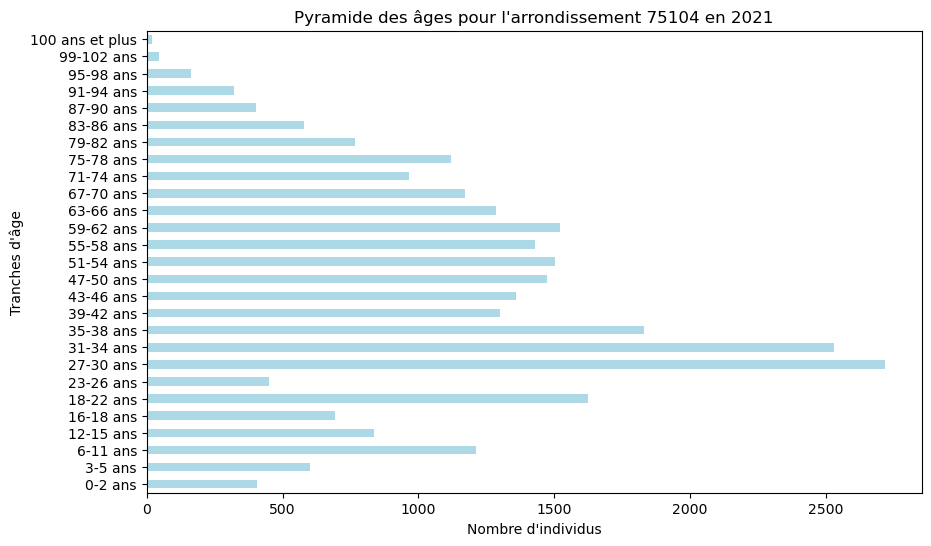 Pyramide des âges pour l'arrondissement 75104 en 2021
100 ans et plus
99-102 ans
95-98 ans
91-94 ans
87-90 ans
83-86 ans
79-82 ans
75-78 ans
71-74 ans
67-70 ans
63-66 ans
59-62 ans
55-58 ans
51-54 ans
47-50 ans
43-46 ans
39-42 ans
35-38 ans
31-34 ans
27-30 ans
23-26 ans
18-22 ans
16-18 ans
12-15 ans
6-11 ans
3-5 ans
0-2 ans
Tranches d'âge
0 500 1000 1500 2000 2500
Nombre d'individus